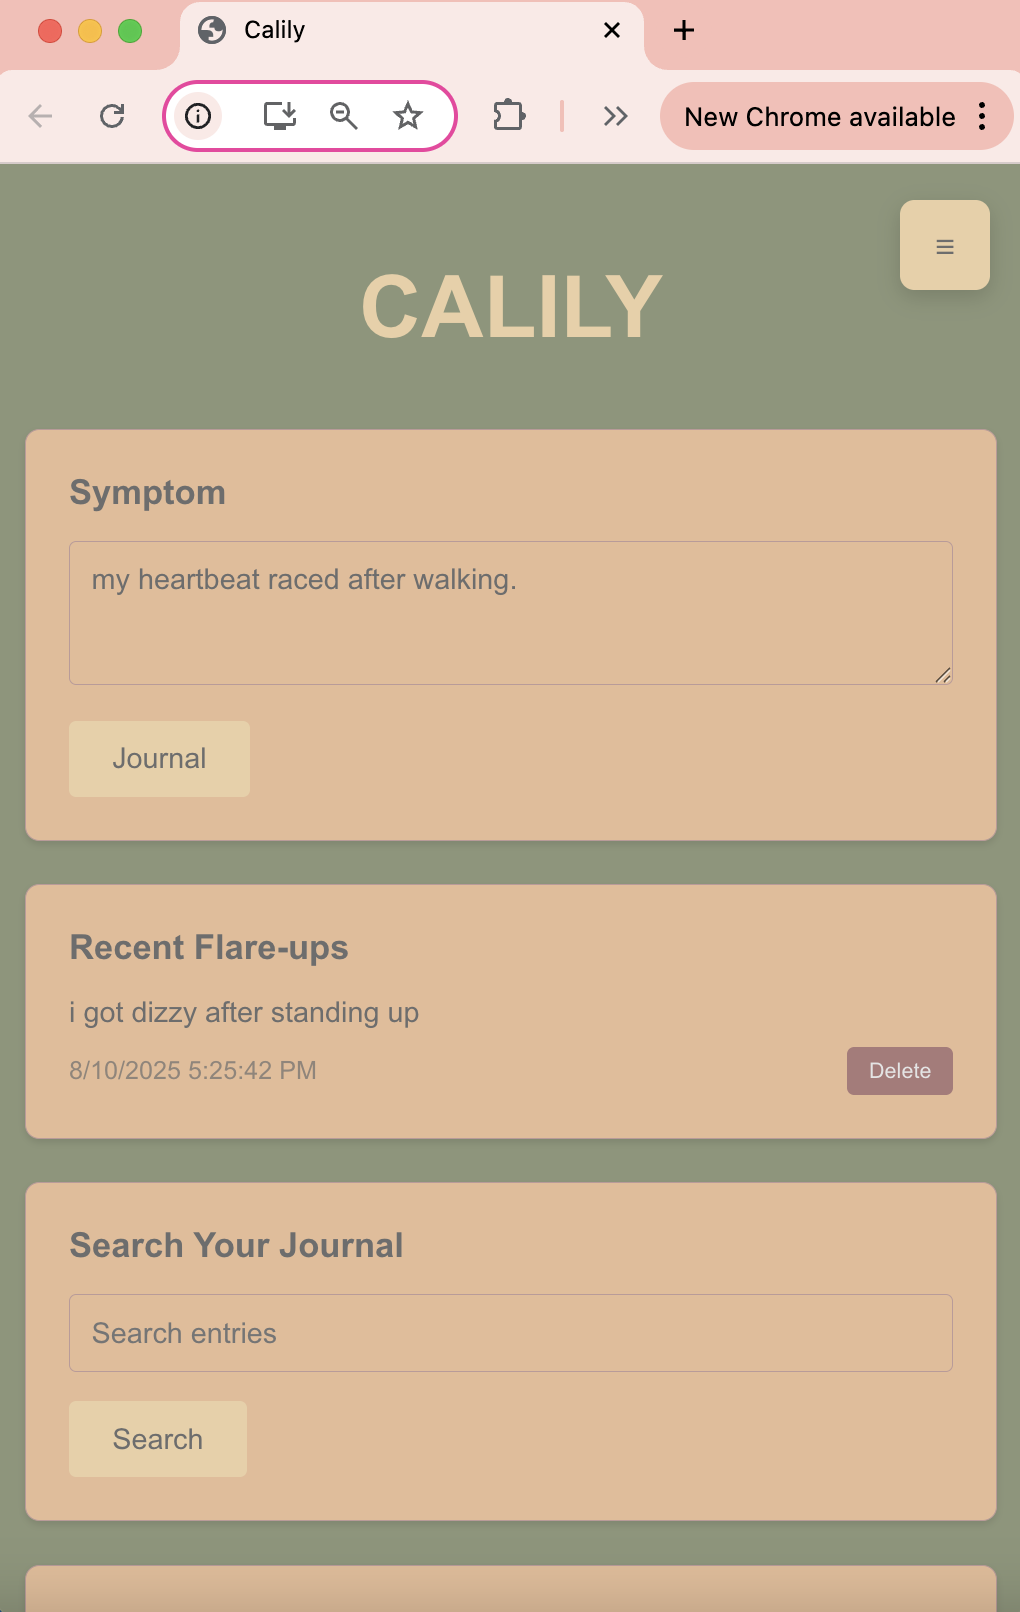 Calily
New Chrome available
CALILY
Symptom
my heartbeat raced after walking.
Journal
Recent Flare-ups
i got dizzy after standing up
8/10/2025 5:25:42 PM
Delete
Search Your Journal
Search entries
Search